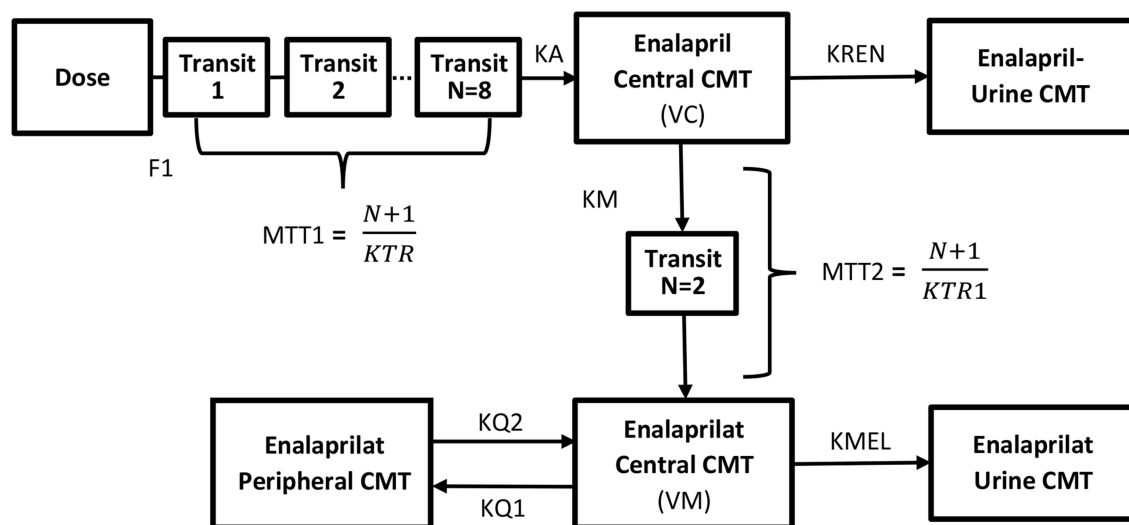 Dose
Transit
1
Transit
2
...
Transit
N=8
KA
Enalapril
Central CMT
(VC)
KREN
Enalapril-
Urine CMT
F1
MTT1 = N+1
KTR
KM
Transit
N=2
MTT2 = N+1
KTR1
Enalaprilat
Peripheral CMT
KQ2
KQ1
Enalaprilat
Central CMT
(VM)
KMEL
Enalaprilat
Urine CMT